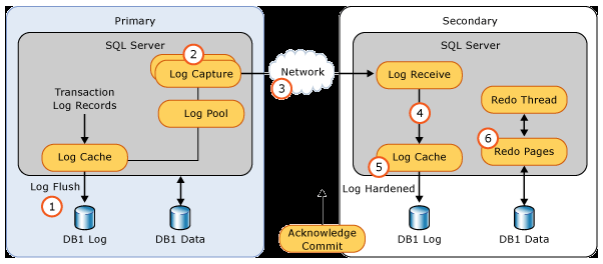 Primary
SQL Server
2
Log Capture
Transaction
Log Records
Log Pool
Log Cache
Log Flush
1
DB1 Log
DB1 Data
Network
3
Acknowledge
Commit
Secondary
SQL Server
Log Receive
4
Redo Thread
6
Redo Pages
5
Log Cache
Log Hardened
DB1 Log
DB1 Data